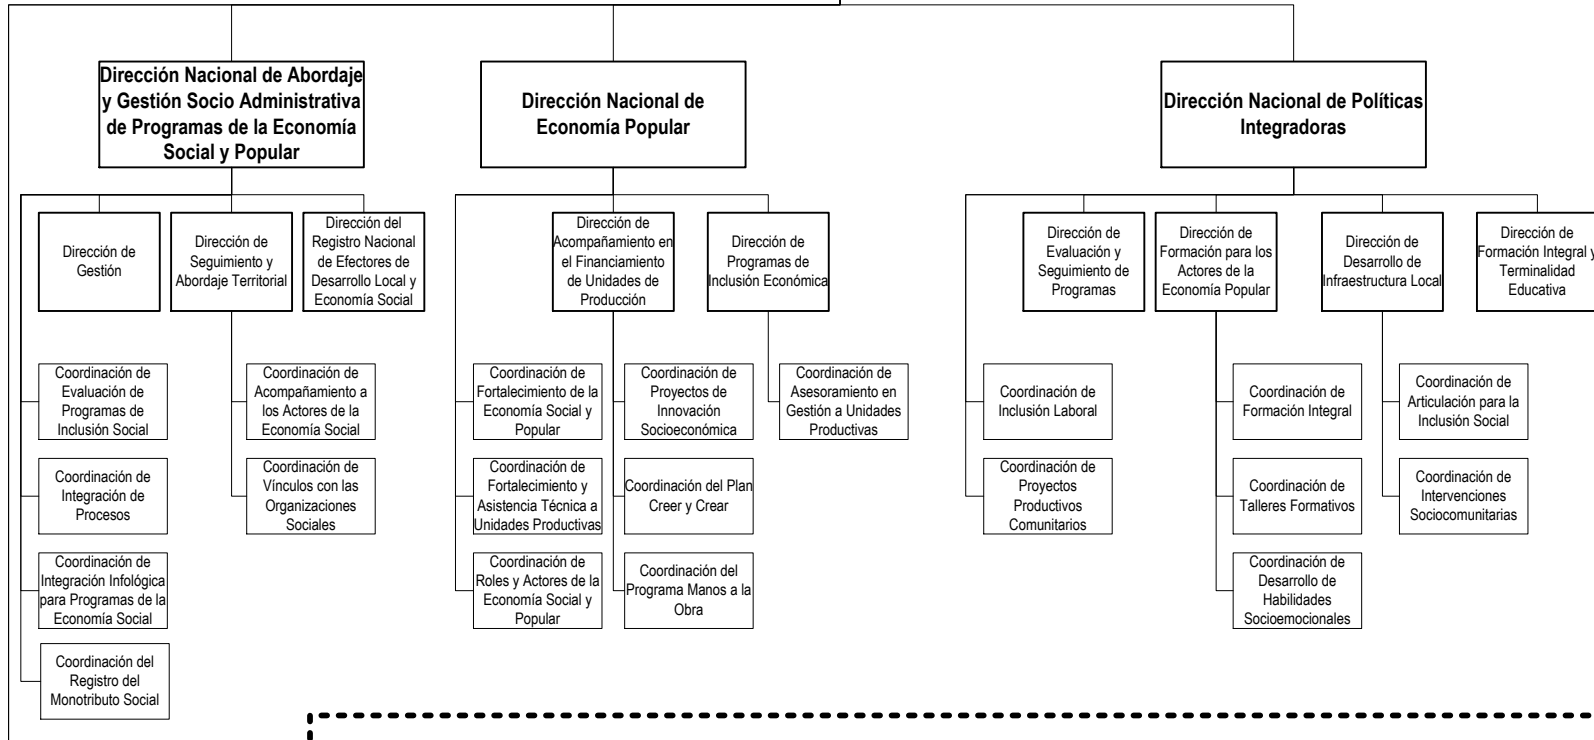 Dirección Nacional de Abordaje
y Gestión Socio Administrativa
de Programas de la Economía
Social y Popular
Dirección Nacional de
Economía Popular
Dirección Nacional de Políticas
Integradoras
Dirección de
Gestión
Dirección de
Seguimiento y
Abordaje Territorial
Dirección del
Registro Nacional
de Efectores de
Desarrollo Local y
Economía Social
Dirección de
Acompañamiento en
el Financiamiento
de Unidades de
Producción
Dirección de
Programas de
Inclusión Económica
Dirección de
Evaluación y
Seguimiento de
Programas
Dirección de
Formación para los
Actores de la
Economía Popular
Dirección de
Desarrollo de
Infraestructura Local
Dirección de
Formación Integral y
Terminalidad
Educativa
Coordinación de
Evaluación de
Programas de
Inclusión Social
Coordinación de
Acompañamiento a
los Actores de la
Economía Social
Coordinación de
Fortalecimiento de la
Economía Social y
Popular
Coordinación de
Proyectos de
Innovación
Socioeconómica
Coordinación de
Asesoramiento en
Gestión a Unidades
Productivas
Coordinación de
Inclusión Laboral
Coordinación de
Formación Integral
Coordinación de
Articulación para la
Inclusión Social
Coordinación de
Integración de
Procesos
Coordinación de
Vínculos con las
Organizaciones
Sociales
Coordinación de
Fortalecimiento y
Asistencia Técnica a
Unidades Productivas
Coordinación del Plan
Creer y Crear
Coordinación de
Proyectos
Productivos
Comunitarios
Coordinación de
Talleres Formativos
Coordinación de
Intervenciones
Sociocomunitarias
Coordinación de
Integración Infológica
para Programas de la
Economía Social
Coordinación de
Roles y Actores de la
Economía Social y
Popular
Coordinación del
Programa Manos a la
Obra
Coordinación de
Desarrollo de
Habilidades
Socioemocionales
Coordinación del
Registro del
Monotributo Social